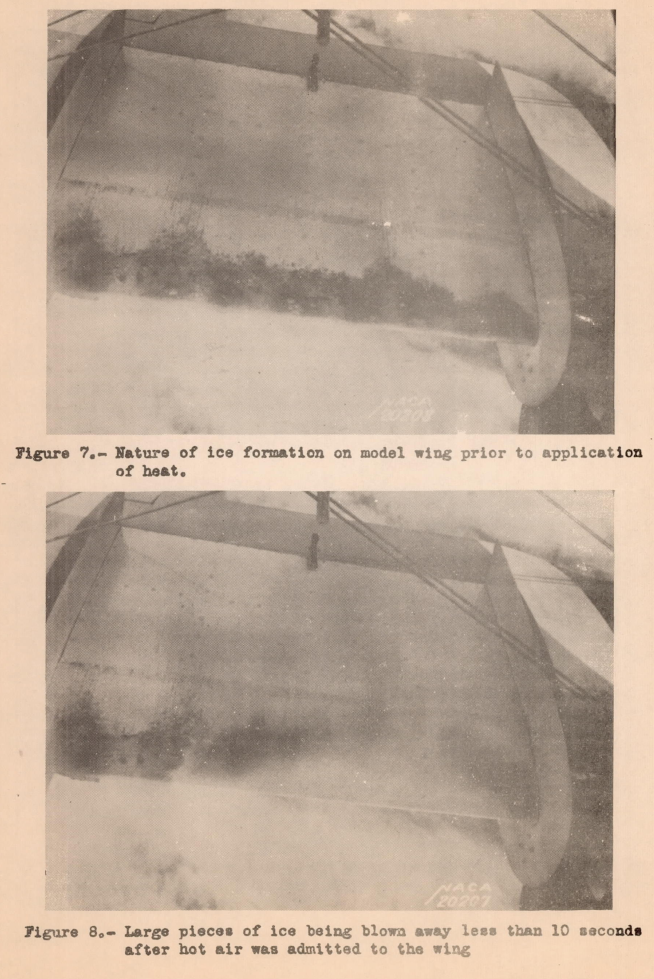 NACA
20208
Figure 7.- Nature of ice formation on model wing prior to application
of heat.
NACA
20207
Figure 8.- Large pieces of ice being blown away less than 10 seconds
after hot air was admitted to the wing